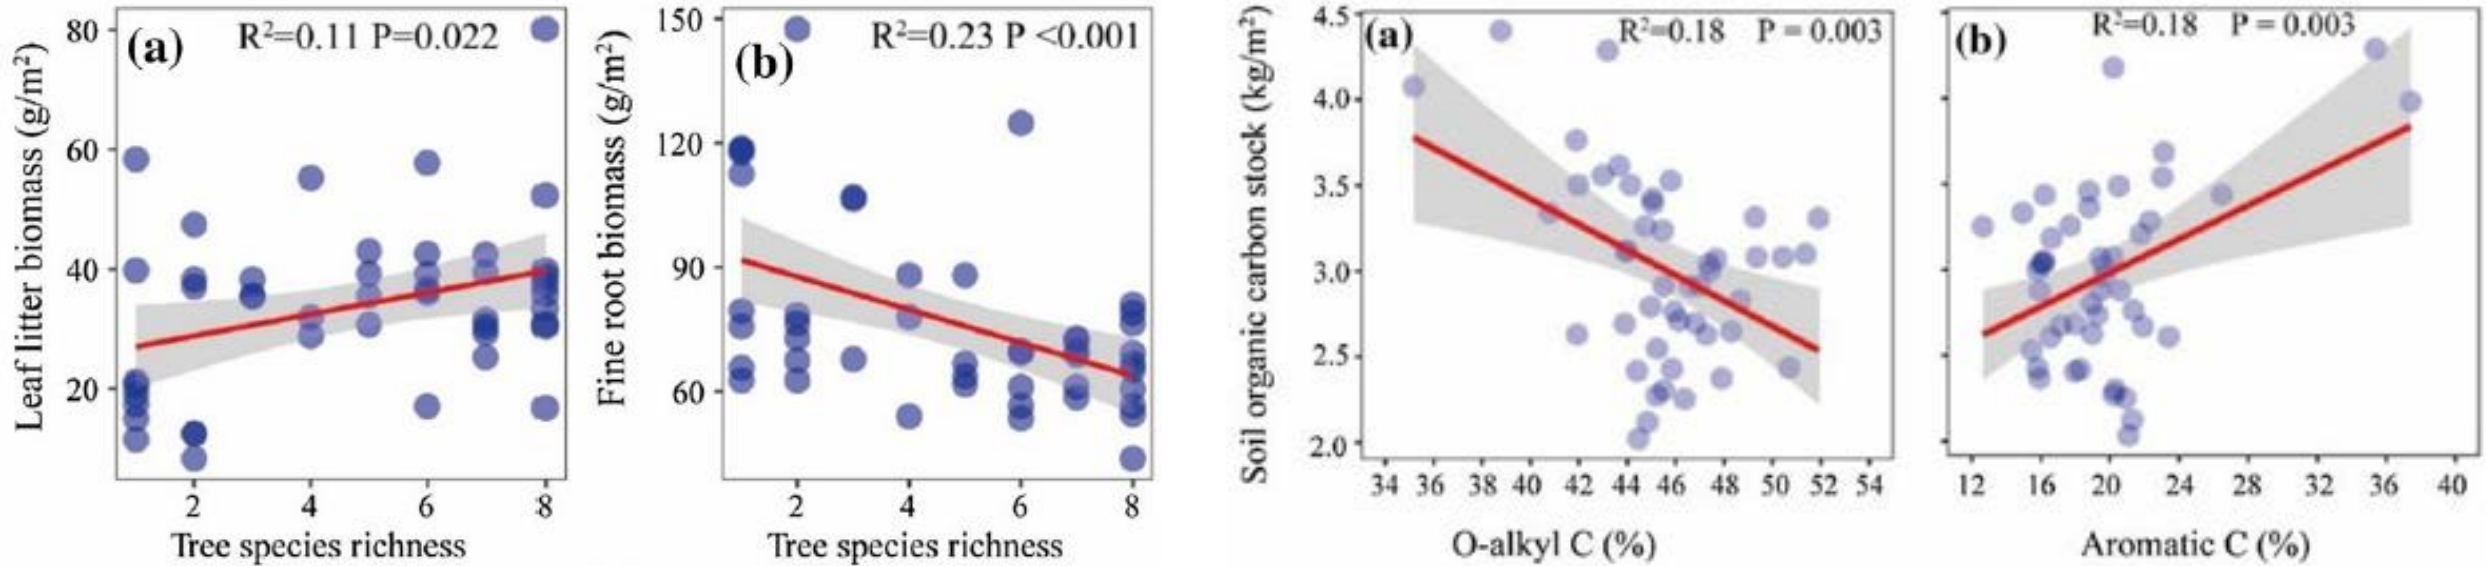 (a) R²=0.11 P=0.022
Leaf litter biomass (g/m²)
80
60
40
20
2 4 6 8
Tree species richness
(b) R²=0.23 P <0.001
Fine root biomass (g/m²)
150
120
90
60
2 4 6 8
Tree species richness
(a) R²=0.18 P = 0.003
Soil organic carbon stock (kg/m²)
4.5
4.0
3.5
3.0
2.5
2.0
34 36 38 40 42 44 46 48 50 52 54
O-alkyl C (%)
(b) R²=0.18 P = 0.003
12 16 20 24 28 32 36 40
Aromatic C (%)